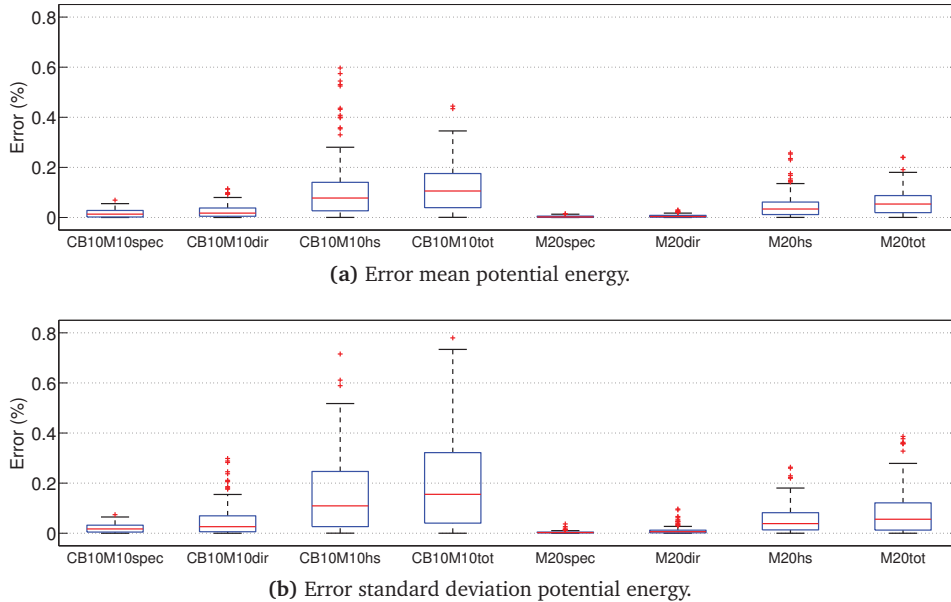 0.8
0.6
0.4
0.2
0
Error (%)
CB10M10spec CB10M10dir CB10M10hs CB10M10tot M20spec M20dir M20hs M20tot
(a) Error mean potential energy.
0.8
0.6
0.4
0.2
0
Error (%)
CB10M10spec CB10M10dir CB10M10hs CB10M10tot M20spec M20dir M20hs M20tot
(b) Error standard deviation potential energy.